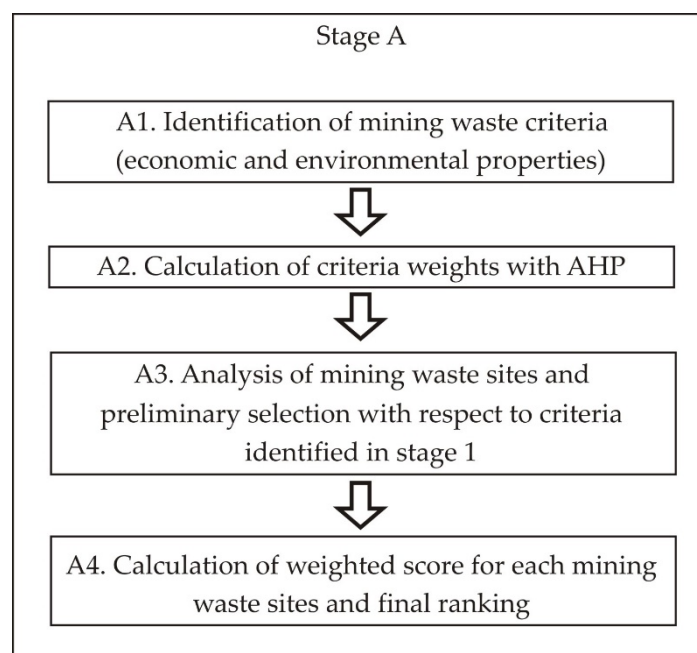 Stage A
A1. Identification of mining waste criteria
(economic and environmental properties)
A2. Calculation of criteria weights with AHP
A3. Analysis of mining waste sites and
preliminary selection with respect to criteria
identified in stage 1
A4. Calculation of weighted score for each mining
waste sites and final ranking